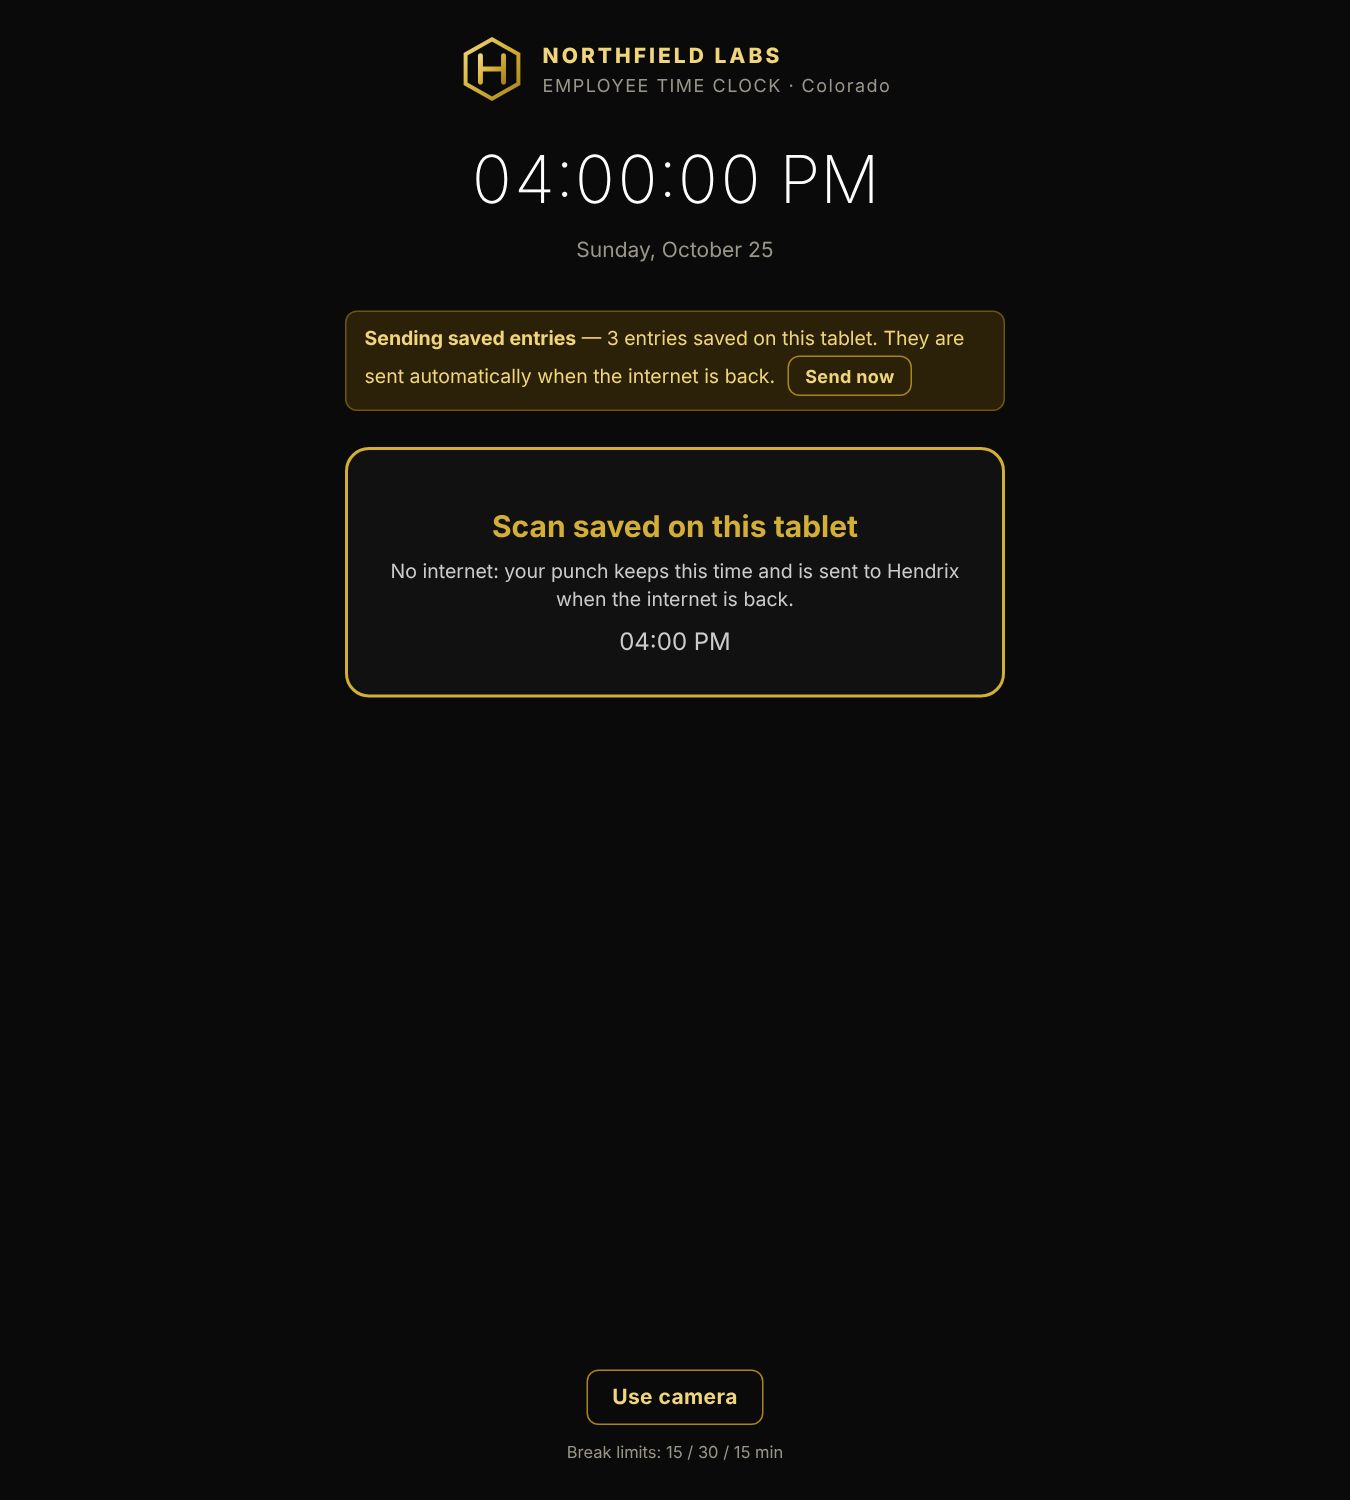 NORTHFIELD LABS
EMPLOYEE TIME CLOCK · Colorado
04:00:00 PM
Sunday, October 25
Sending saved entries — 3 entries saved on this tablet. They are
sent automatically when the internet is back. Send now
Scan saved on this tablet
No internet: your punch keeps this time and is sent to Hendrix
when the internet is back.
04:00 PM
Use camera
Break limits: 15 / 30 / 15 min